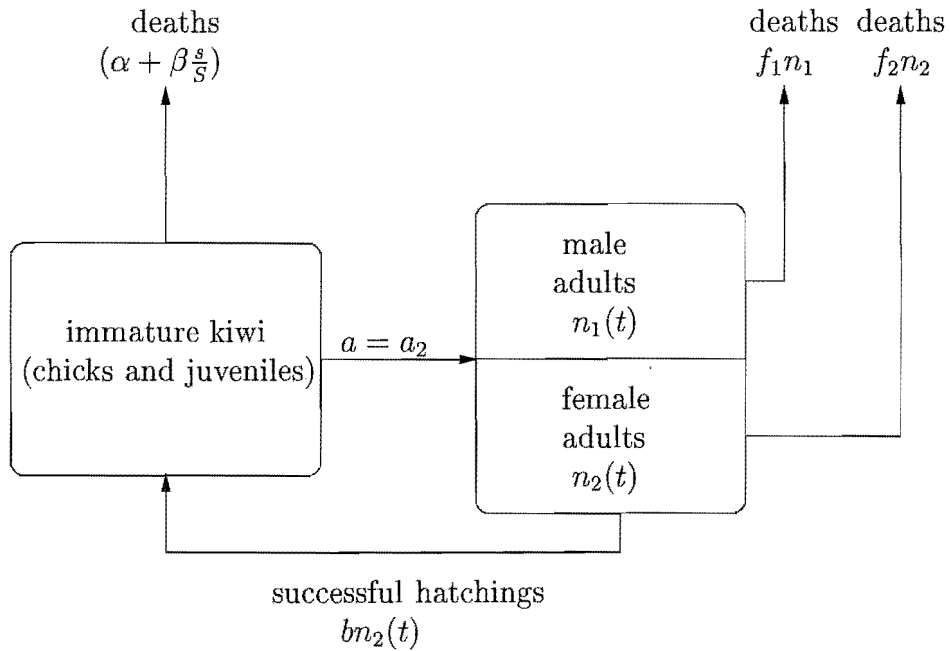 deaths
(α + β s/S)
deaths
f₁n₁
deaths
f₂n₂
immature kiwi
(chicks and juveniles)
a = a₂
male
adults
n₁(t)
female
adults
n₂(t)
successful hatchings
bn₂(t)